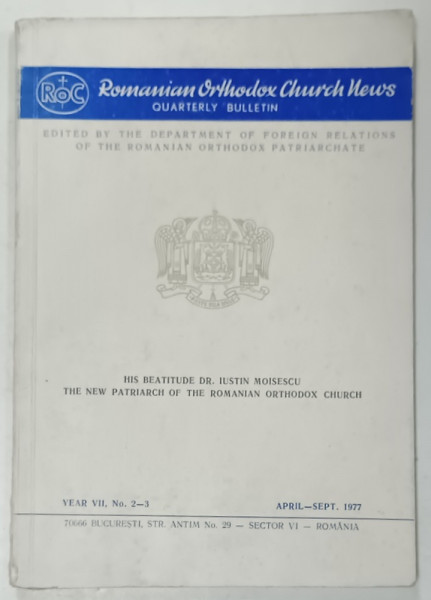 ROC
Romanian Orthodox Church News
QUARTERLY BULLETIN
EDITED BY THE DEPARTMENT OF FOREIGN RELATIONS
OF THE ROMANIAN ORTHODOX PATRIARCHATE
HIS BEATITUDE DR. IUSTIN MOISESCU
THE NEW PATRIARCH OF THE ROMANIAN ORTHODOX CHURCH
YEAR VII, No. 2—3
APRIL—SEPT. 1977
70666 BUCUREȘTI, STR. ANTIM No. 29 — SECTOR VI — ROMÂNIA